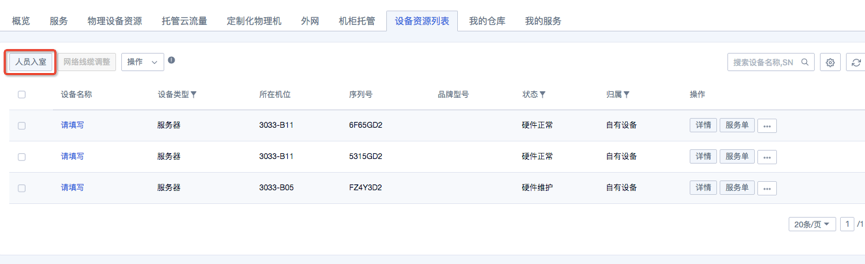 概览 服务 物理设备资源 托管云流量 定制化物理机 外网 机柜托管 设备资源列表 我的仓库 我的服务
人员入室 网络线底调整 操作 搜索设备名称,SN
设备名称 设备类型 所在机位 序列号 品牌型号 状态 归属 操作
请填写 服务器 3033-B11 6F65GD2 硬件正常 自有设备 详情 服务单 ...
请填写 服务器 3033-B11 5315GD2 硬件正常 自有设备 详情 服务单 ...
请填写 服务器 3033-B05 FZ4Y3D2 硬件维护 自有设备 详情 服务单 ...
20条/页 1 /1